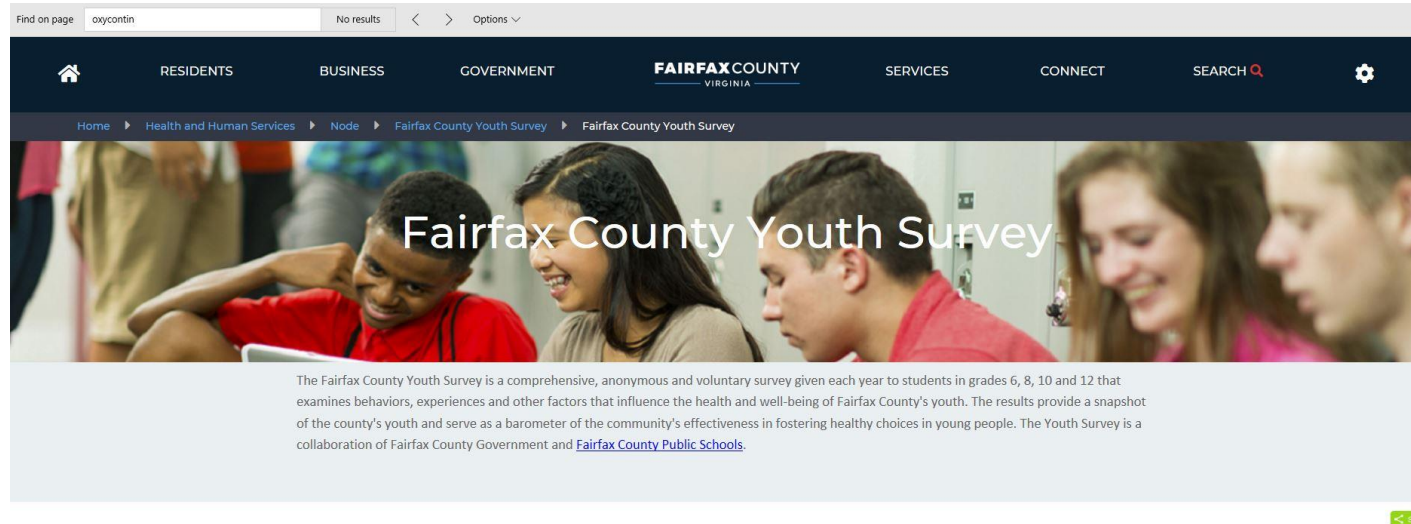 Find on page oxycontin No results Options
RESIDENTS BUSINESS GOVERNMENT FAIRFAX COUNTY SERVICES CONNECT SEARCH
VIRGINIA
Home Health and Human Services Node Fairfax County Youth Survey Fairfax County Youth Survey
Fairfax County Youth Survey
The Fairfax County Youth Survey is a comprehensive, anonymous and voluntary survey given each year to students in grades 6, 8, 10 and 12 that
examines behaviors, experiences and other factors that influence the health and well-being of Fairfax County's youth. The results provide a snapshot
of the county's youth and serve as a barometer of the community's effectiveness in fostering healthy choices in young people. The Youth Survey is a
collaboration of Fairfax County Government and Fairfax County Public Schools.